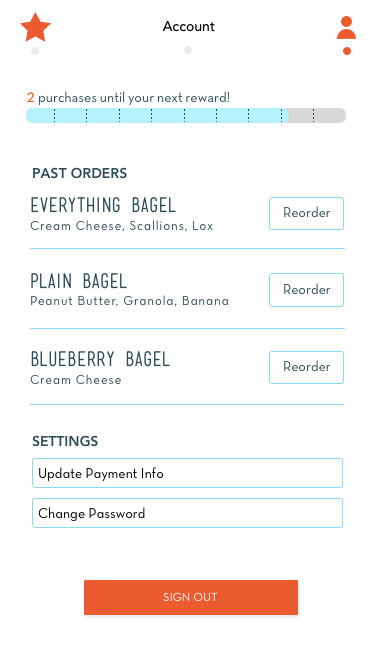 Account
2 purchases until your next reward!
PAST ORDERS
EVERYTHING BAGEL
Cream Cheese, Scallions, Lox
Reorder
PLAIN BAGEL
Peanut Butter, Granola, Banana
Reorder
BLUEBERRY BAGEL
Cream Cheese
Reorder
SETTINGS
Update Payment Info
Change Password
SIGN OUT